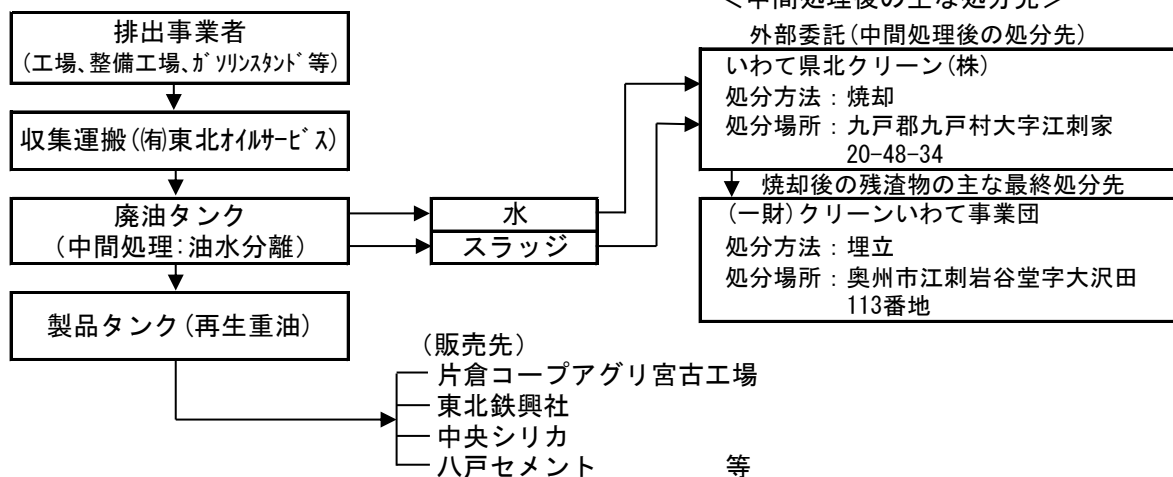 <中間処理後の主な処分先>
排出事業者
(工場、整備工場、ガソリンスタンド等)
収集運搬(㈲東北オイルサービス)
廃油タンク
(中間処理:油水分離)
製品タンク(再生重油)
水
スラッジ
外部委託(中間処理後の処分先)
いわて県北クリーン(株)
処分方法:焼却
処分場所:九戸郡九戸村大字江刺家
20-48-34
焼却後の残渣物の主な最終処分先
(一財)クリーンいわて事業団
処分方法:埋立
処分場所:奥州市江刺岩谷堂字大沢田
113番地
(販売先)
片倉コープアグリ宮古工場
東北鉄興社
中央シリカ
八戸セメント 等